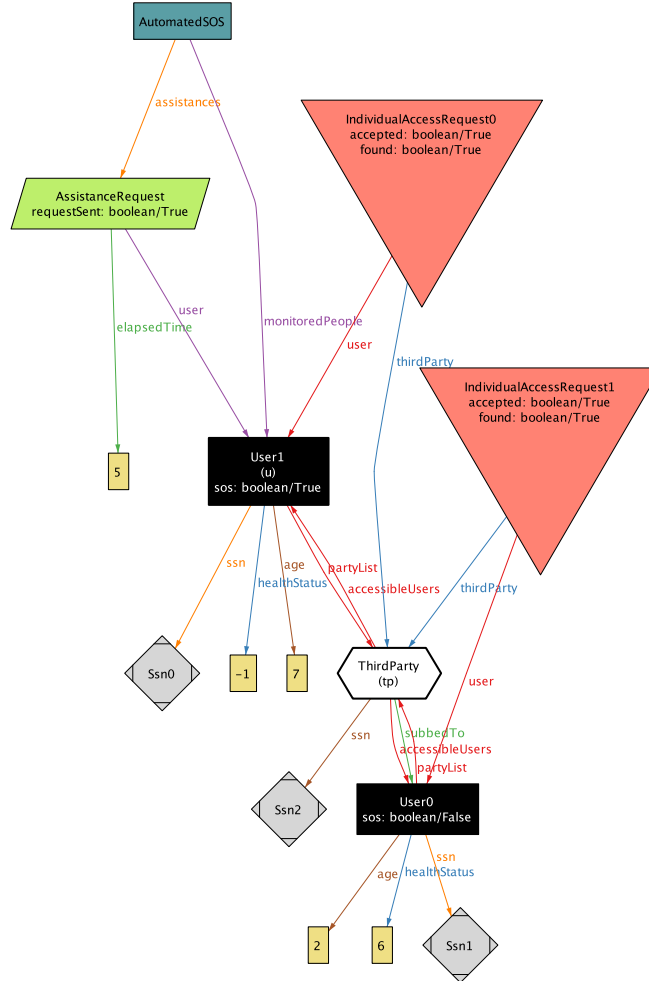 AutomatedSOS
assistances
IndividualAccessRequest0
accepted: boolean/True
found: boolean/True
AssistanceRequest
requestSent: boolean/True
user
elapsedTime
monitoredPeople
user
thirdParty
IndividualAccessRequest1
accepted: boolean/True
found: boolean/True
User1
(u)
sos: boolean/True
5
ssn
healthStatus
age
partyList
accessibleUsers
thirdParty
Ssn0
-1
7
ThirdParty
(tp)
user
ssn
subbedTo
accessibleUsers
partyList
Ssn2
User0
sos: boolean/False
age
healthStatus
ssn
2
6
Ssn1